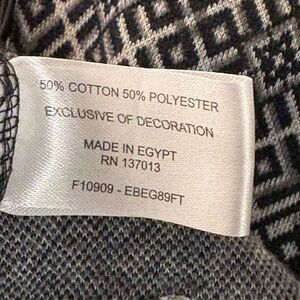 50% COTTON 50% POLYESTER
EXCLUSIVE OF DECORATION
MADE IN EGYPT
RN 137013
F10909 - EBEG89FT